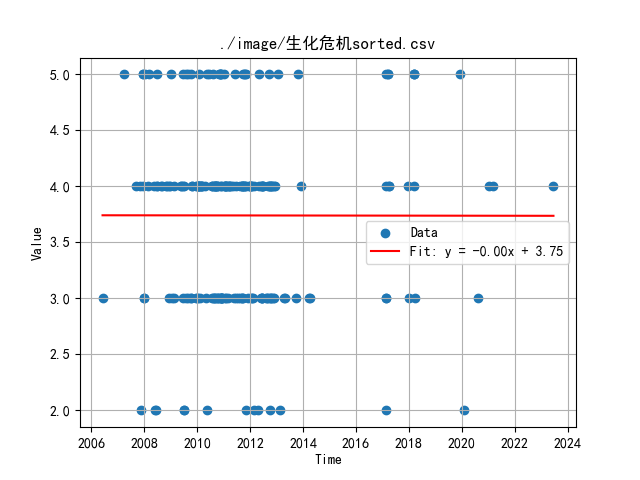 ./image/生化危机sorted.csv
5.0
4.5
4.0
3.5
3.0
2.5
2.0
Value
Data
Fit: y = -0.00x + 3.75
2006 2008 2010 2012 2014 2016 2018 2020 2022 2024
Time